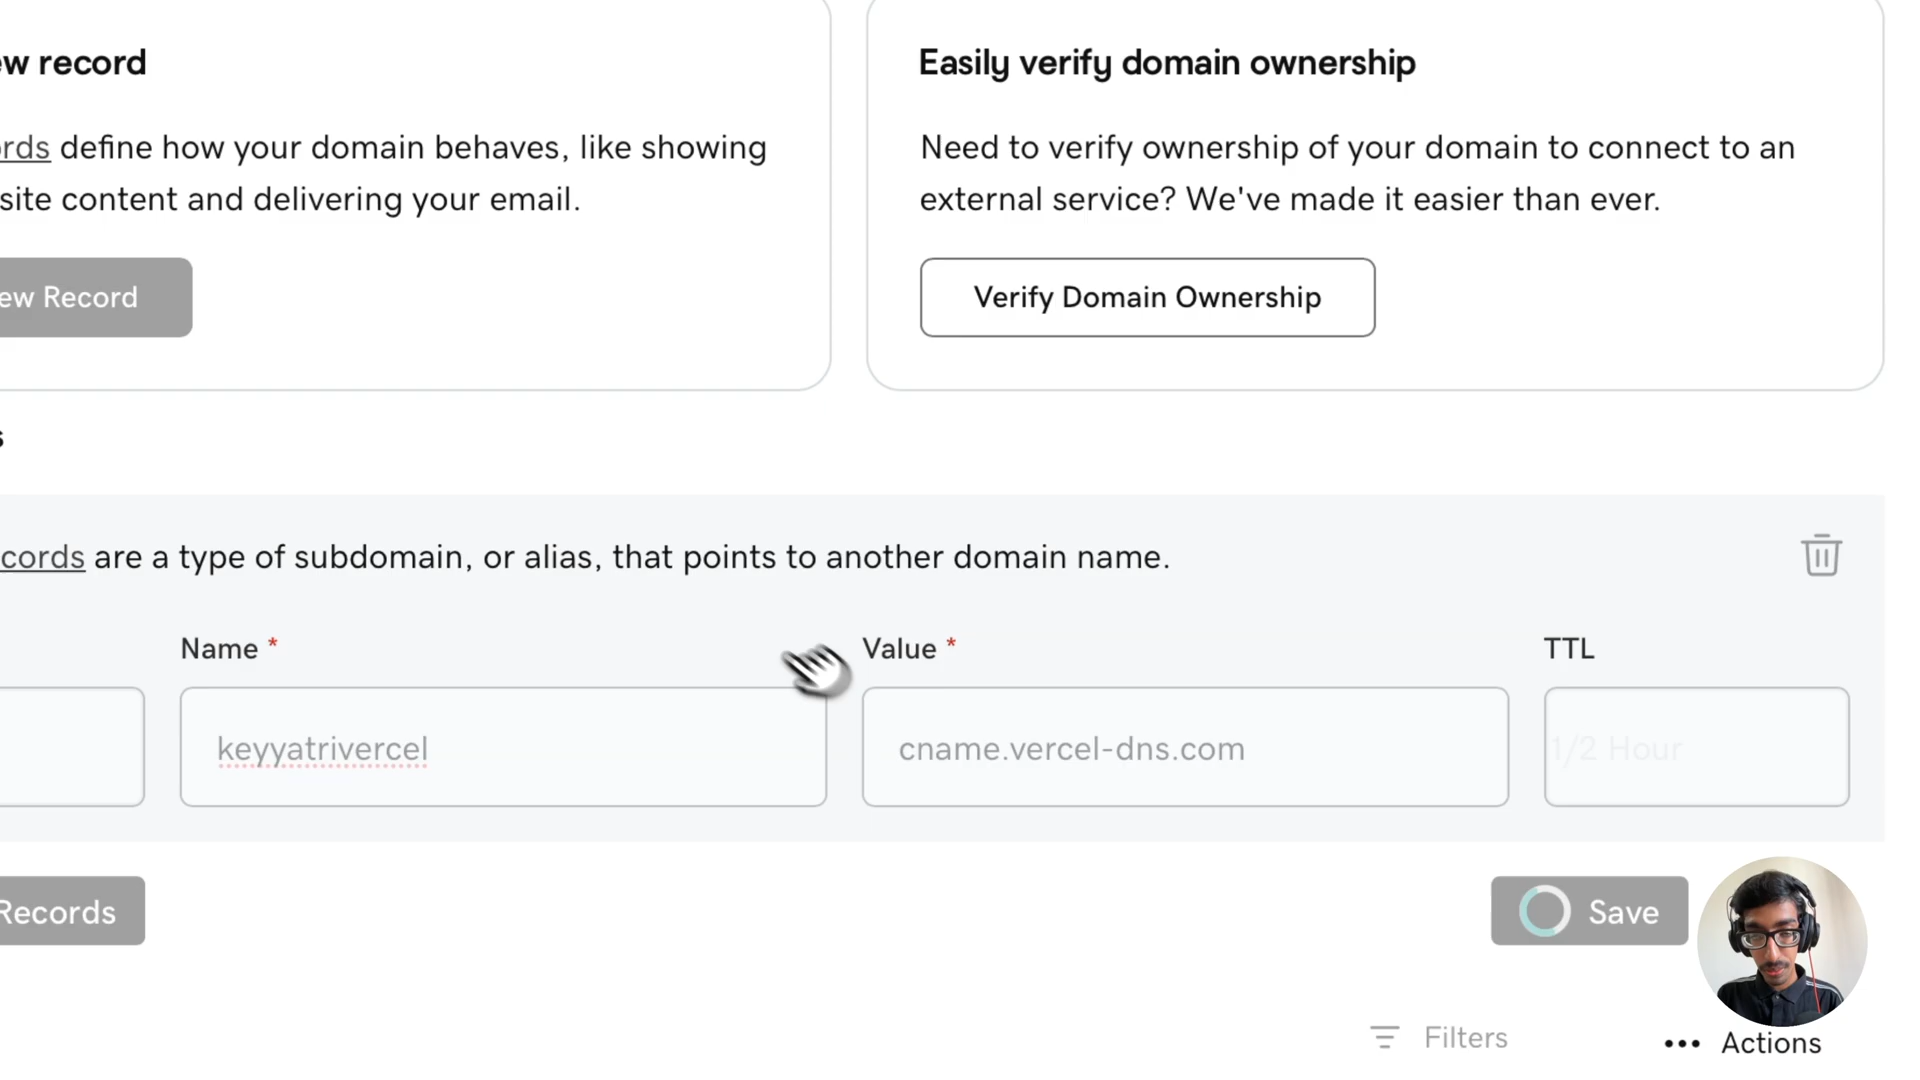 ew record
Easily verify domain ownership
rds define how your domain behaves, like showing
site content and delivering your email.
Need to verify ownership of your domain to connect to an
external service? We've made it easier than ever.
ew Record
Verify Domain Ownership
s
cords are a type of subdomain, or alias, that points to another domain name.
Name *
Value *
TTL
keyyatrivercel
cname.vercel-dns.com
1/2 Hour
Records
Save
Filters
Actions